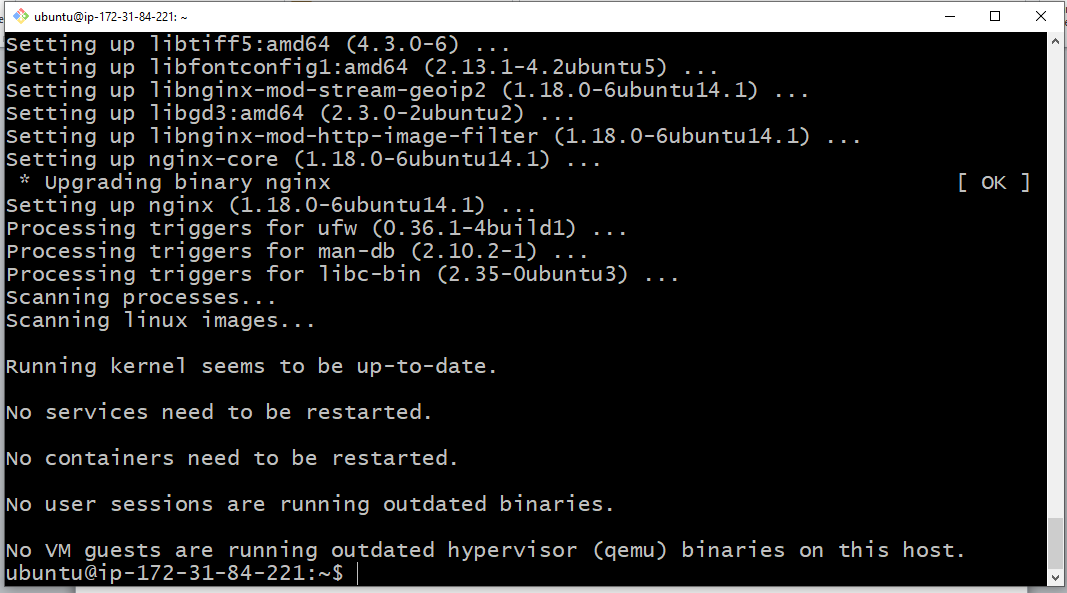 ubuntu@ip-172-31-84-221: ~
Setting up libtiff5:amd64 (4.3.0-6) ...
Setting up libfontconfig1:amd64 (2.13.1-4.2ubuntu5) ...
Setting up libnginx-mod-stream-geoip2 (1.18.0-6ubuntu14.1) ...
Setting up libgd3:amd64 (2.3.0-2ubuntu2) ...
Setting up libnginx-mod-http-image-filter (1.18.0-6ubuntu14.1) ...
Setting up nginx-core (1.18.0-6ubuntu14.1) ...
 * Upgrading binary nginx [ OK ]
Setting up nginx (1.18.0-6ubuntu14.1) ...
Processing triggers for ufw (0.36.1-4build1) ...
Processing triggers for man-db (2.10.2-1) ...
Processing triggers for libc-bin (2.35-0ubuntu3) ...
Scanning processes...
Scanning linux images...
Running kernel seems to be up-to-date.
No services need to be restarted.
No containers need to be restarted.
No user sessions are running outdated binaries.
No VM guests are running outdated hypervisor (qemu) binaries on this host.
ubuntu@ip-172-31-84-221:~$